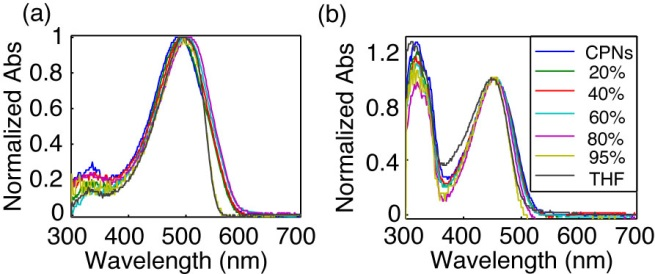 (a)
Normalized Abs
1
0.8
0.6
0.4
0.2
0
300 400 500 600 700
Wavelength (nm)
(b)
Normalized Abs
1.2
0.8
0.4
0
300 400 500 600 700
Wavelength (nm)
CPNs
20%
40%
60%
80%
95%
THF